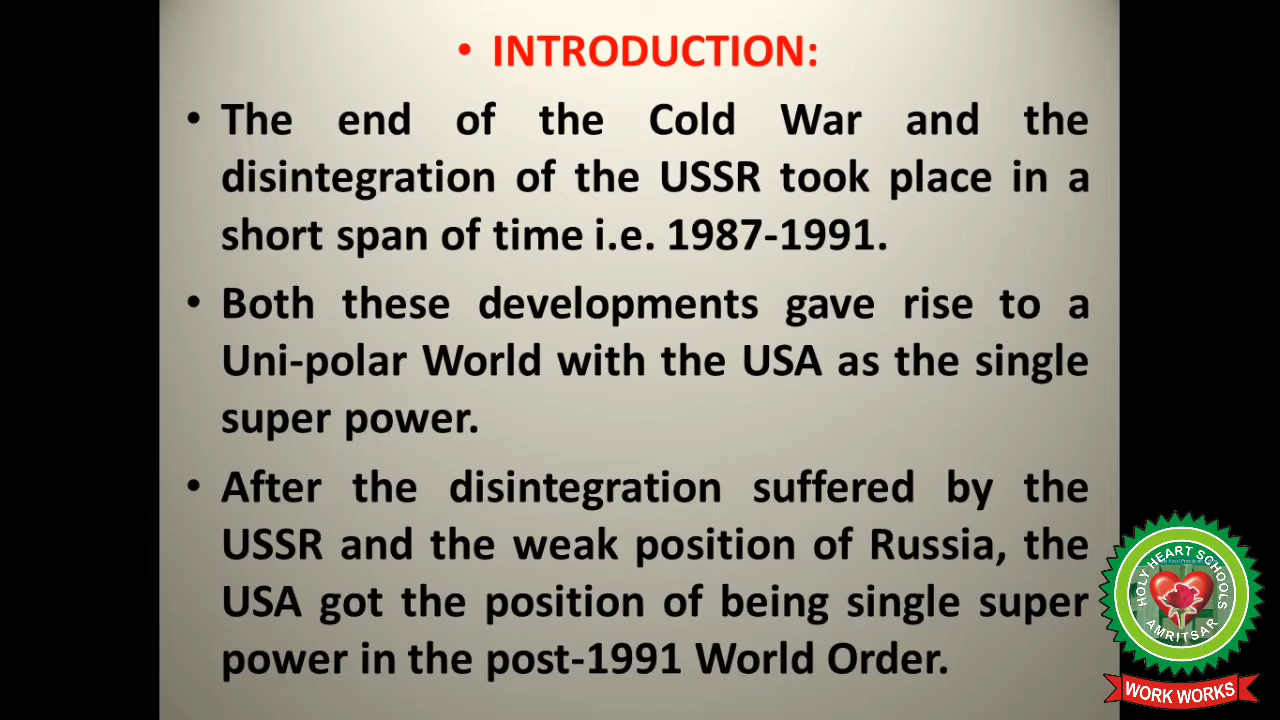 • INTRODUCTION:
• The end of the Cold War and the
disintegration of the USSR took place in a
short span of time i.e. 1987-1991.
• Both these developments gave rise to a
Uni-polar World with the USA as the single
super power.
• After the disintegration suffered by the
USSR and the weak position of Russia, the
USA got the position of being single super
power in the post-1991 World Order.
HOLY HEART SCHOOLS
AMRITSAR
WORK WORKS